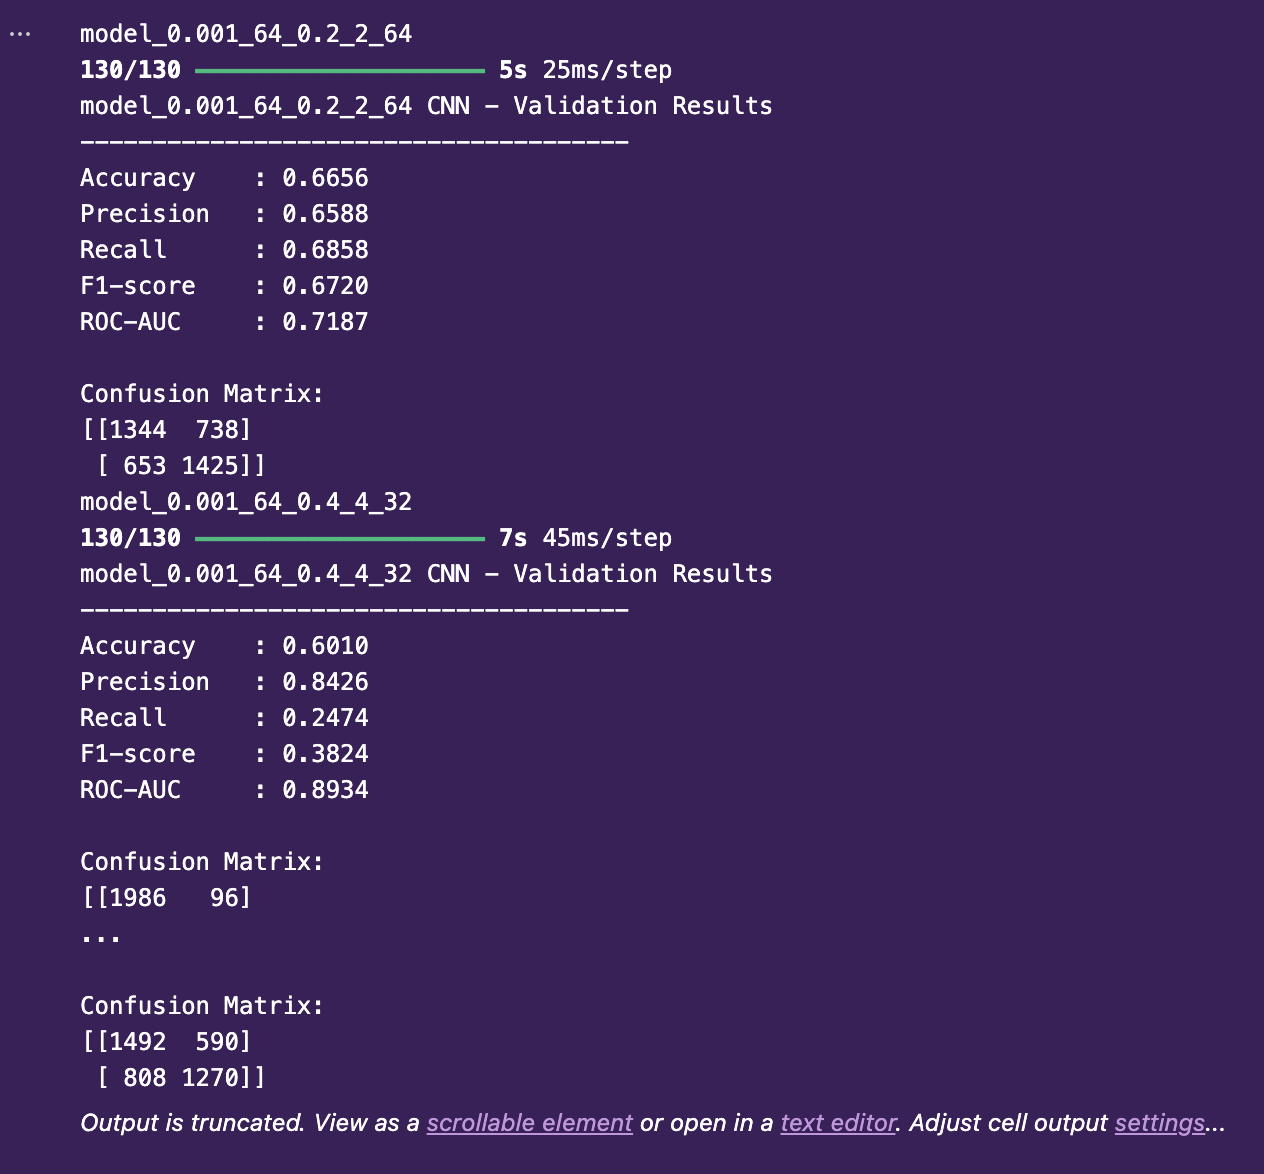 ...
model_0.001_64_0.2_2_64
130/130 ━━━━━━━━━━━━━━━━━━━━ 5s 25ms/step
model_0.001_64_0.2_2_64 CNN - Validation Results
--------------------------------------
Accuracy    : 0.6656
Precision   : 0.6588
Recall      : 0.6858
F1-score    : 0.6720
ROC-AUC     : 0.7187
Confusion Matrix:
[[1344  738]
 [ 653 1425]]
model_0.001_64_0.4_4_32
130/130 ━━━━━━━━━━━━━━━━━━━━ 7s 45ms/step
model_0.001_64_0.4_4_32 CNN - Validation Results
--------------------------------------
Accuracy    : 0.6010
Precision   : 0.8426
Recall      : 0.2474
F1-score    : 0.3824
ROC-AUC     : 0.8934
Confusion Matrix:
[[1986   96]
...
Confusion Matrix:
[[1492  590]
 [ 808 1270]]
Output is truncated. View as a scrollable element or open in a text editor. Adjust cell output settings...